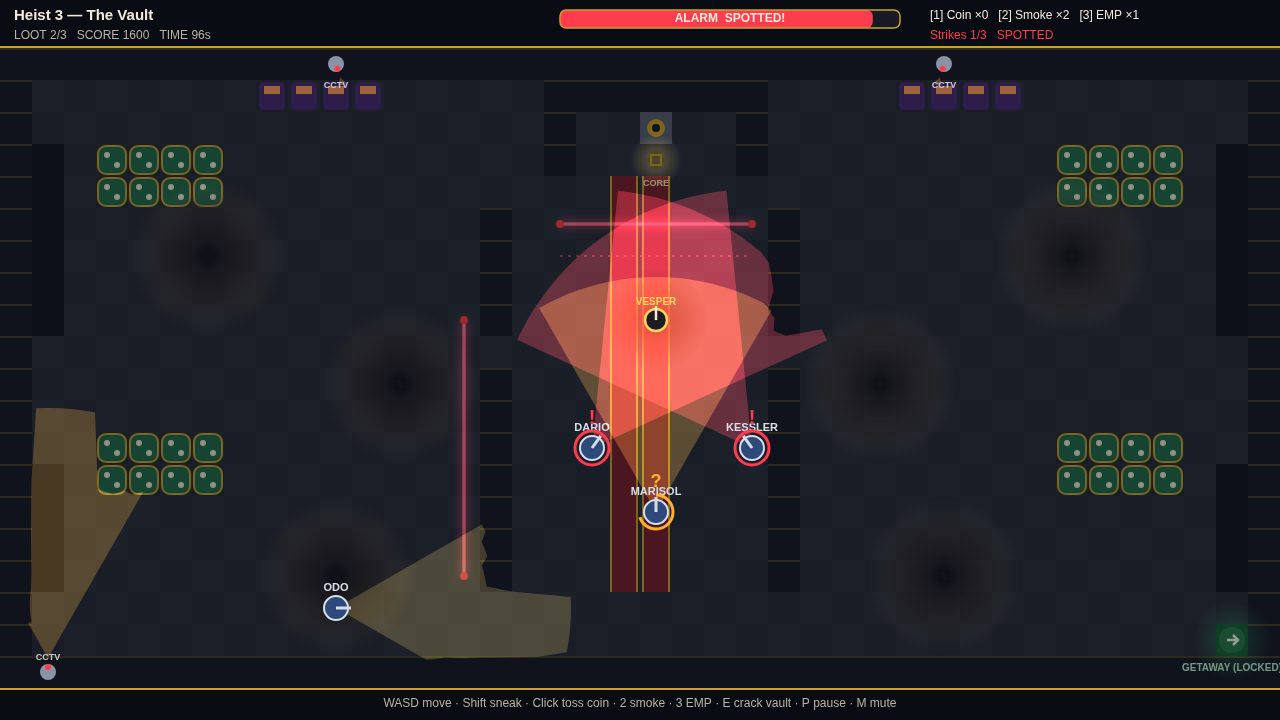 Heist 3 — The Vault
ALARM SPOTTED!
[1] Coin ×0 [2] Smoke ×2 [3] EMP ×1
LOOT 2/3 SCORE 1600 TIME 96s
Strikes 1/3 SPOTTED
CCTV
CCTV
CORE
VESPER
!
!
DARIO
KESSLER
?
MARISOL
ODO
CCTV
GETAWAY (LOCKED)
WASD move · Shift sneak · Click toss coin · 2 smoke · 3 EMP · E crack vault · P pause · M mute